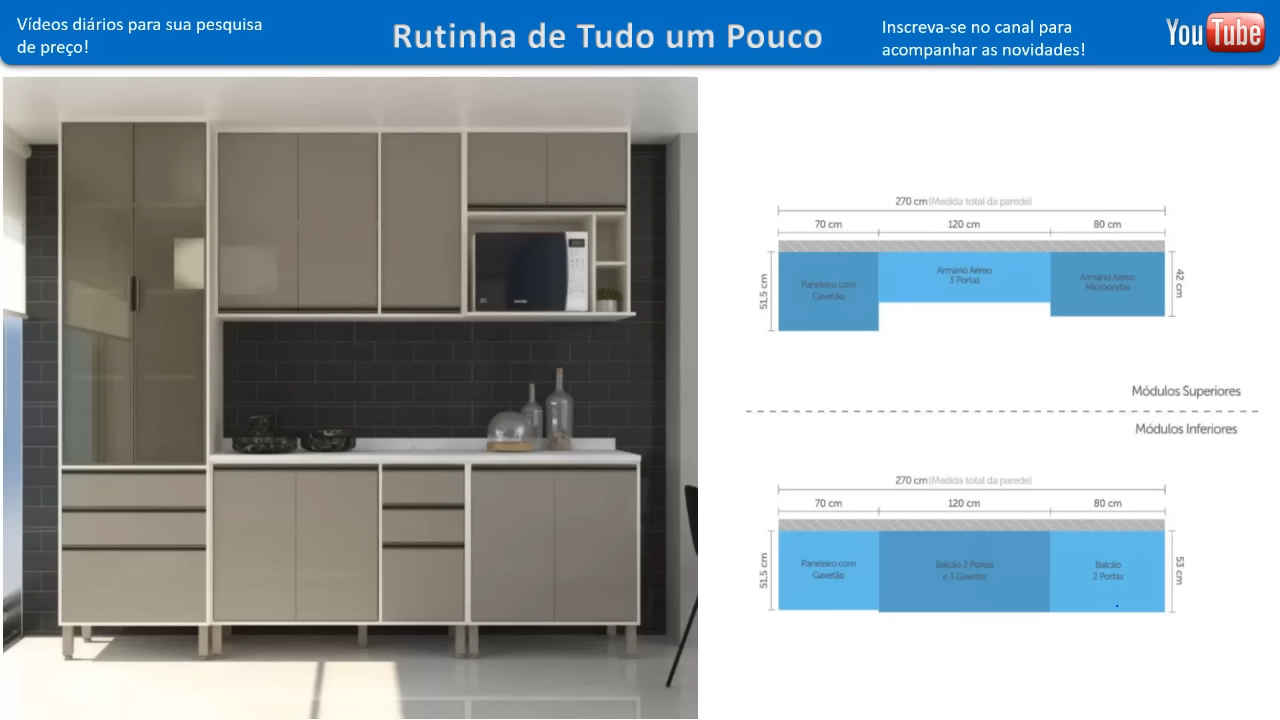 Vídeos diários para sua pesquisa
de preço!
Rutinha de Tudo um Pouco
Inscreva-se no canal para
acompanhar as novidades!
YouTube
270 cm (Medida total da parede)
70 cm
120 cm
80 cm
51,5 cm
Paneleiro com
Gavetão
Armário Aéreo
3 Portas
Armário Aéreo
Microondas
42 cm
Módulos Superiores
Módulos Inferiores
270 cm (Medida total da parede)
70 cm
120 cm
80 cm
51,5 cm
Paneleiro com
Gavetão
Balcão 2 Portas
e 3 Gavetas
Balcão
2 Portas
53 cm